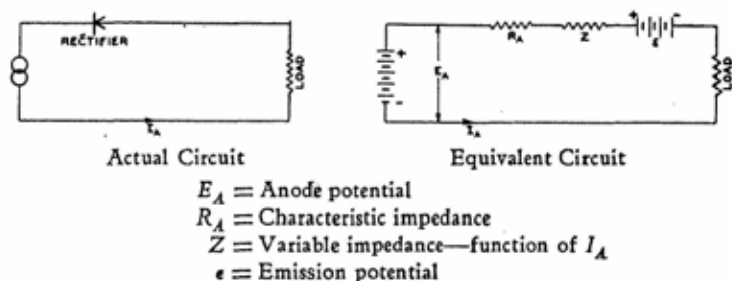 RECTIFIER
LOAD
I_A
Actual Circuit
+
-
E_A
R_A
Z
+ -
ϵ
LOAD
I_A
Equivalent Circuit
E_A = Anode potential
R_A = Characteristic impedance
Z = Variable impedance—function of I_A
ϵ = Emission potential